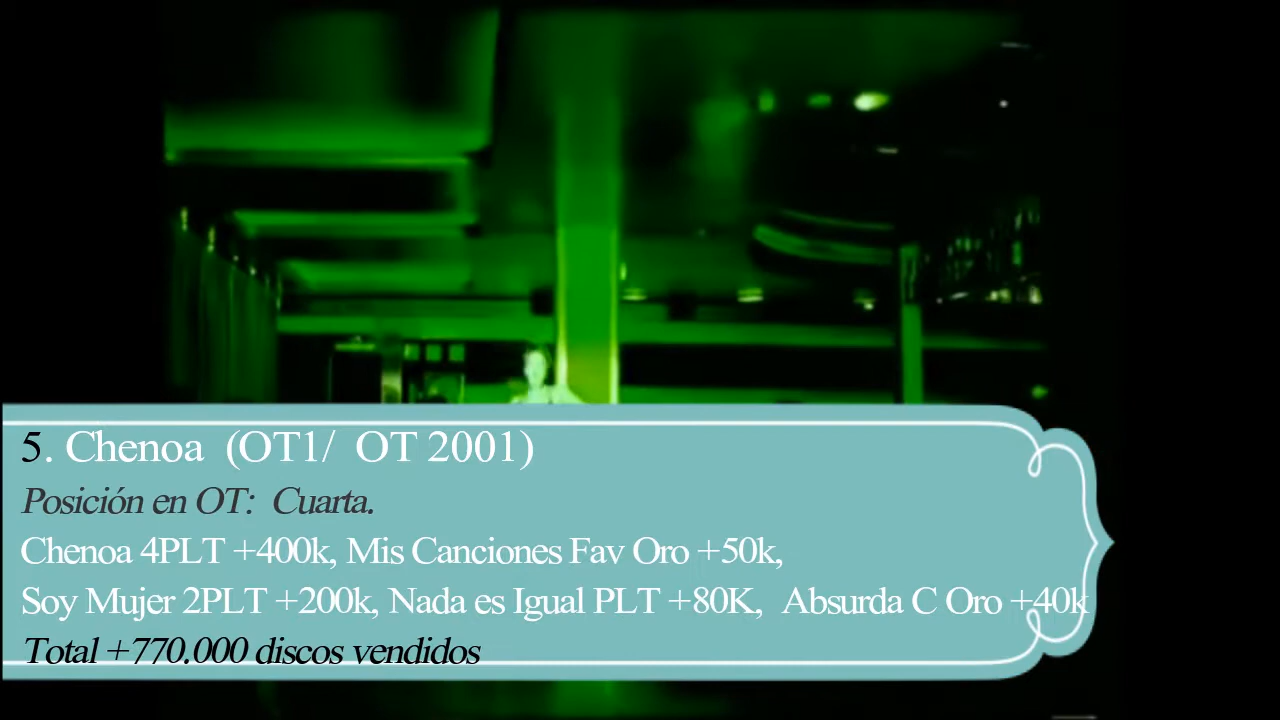 5. Chenoa (OT1/ OT 2001)
Posición en OT: Cuarta.
Chenoa 4PLT +400k, Mis Canciones Fav Oro +50k,
Soy Mujer 2PLT +200k, Nada es Igual PLT +80K, Absurda C Oro +40k
Total +770.000 discos vendidos